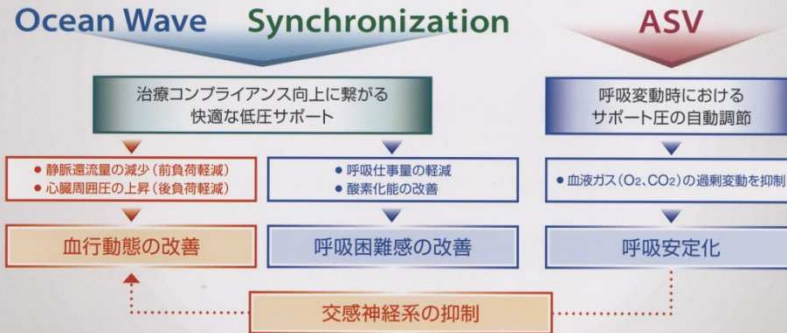 Ocean Wave Synchronization
ASV
治療コンプライアンス向上に繋がる
快適な低圧サポート
呼吸変動時における
サポート圧の自動調節
● 静脈還流量の減少(前負荷軽減)
● 心臓周囲圧の上昇(後負荷軽減)
● 呼吸仕事量の軽減
● 酸素化能の改善
● 血液ガス(O₂、CO₂)の過剰変動を抑制
血行動態の改善
呼吸困難感の改善
呼吸安定化
交感神経系の抑制